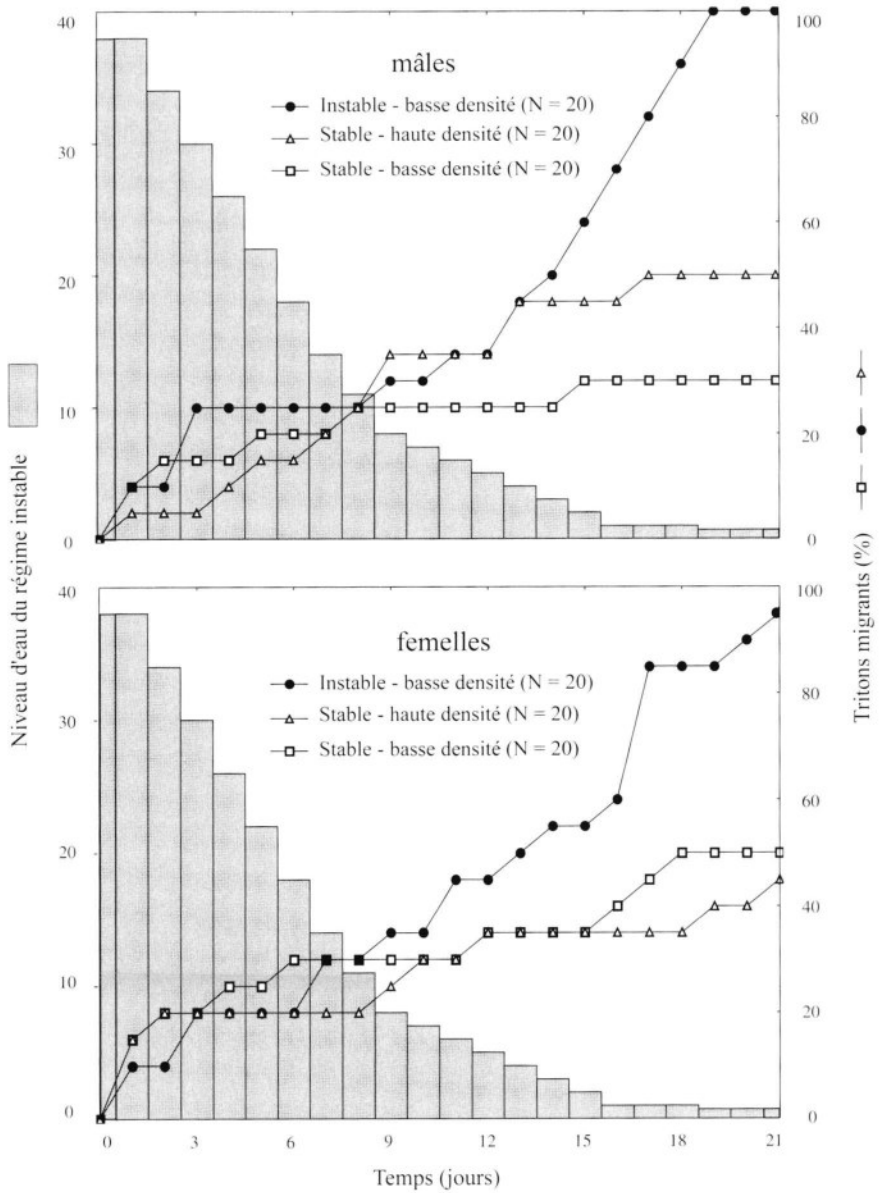 40
30
20
10
0
100
80
60
40
20
0
mâles
Instable - basse densité (N = 20)
Stable - haute densité (N = 20)
Stable - basse densité (N = 20)
40
30
20
10
0
100
80
60
40
20
0
femelles
Instable - basse densité (N = 20)
Stable - haute densité (N = 20)
Stable - basse densité (N = 20)
0 3 6 9 12 15 18 21
Temps (jours)
Niveau d'eau du régime instable
Tritons migrants (%)